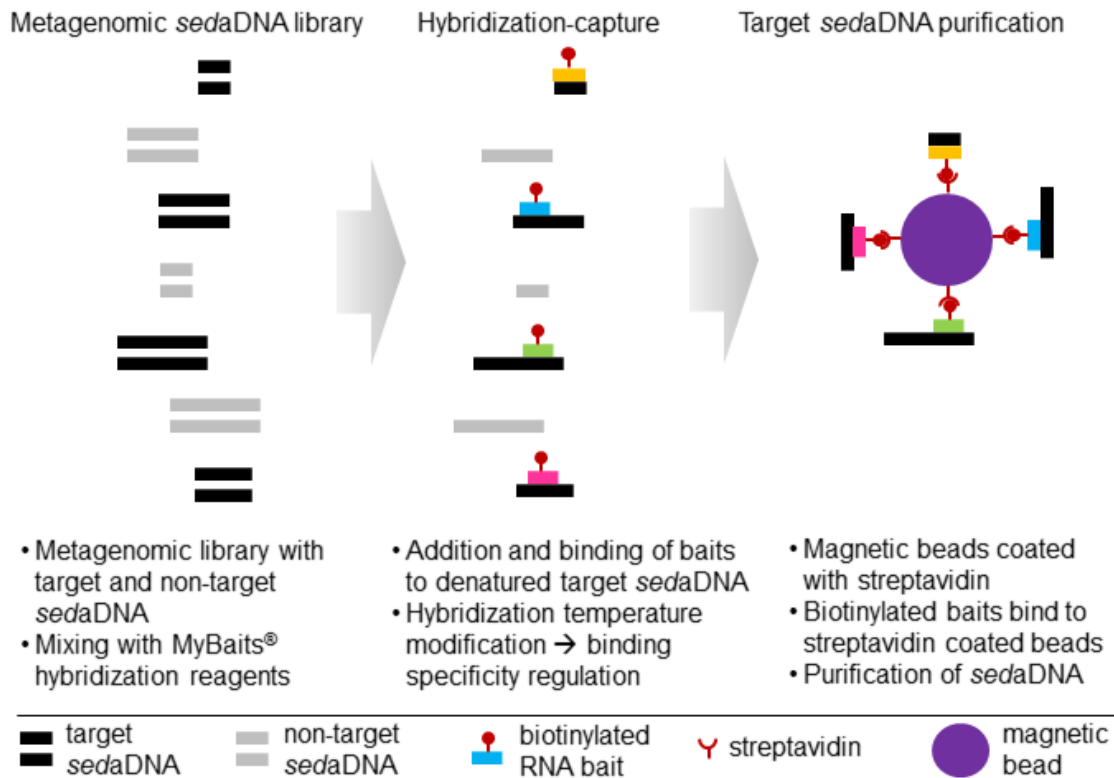 Metagenomic sedaDNA library
Hybridization-capture
Target sedaDNA purification
• Metagenomic library with
target and non-target
sedaDNA
• Mixing with MyBaits®
hybridization reagents
• Addition and binding of baits
to denatured target sedaDNA
• Hybridization temperature
modification → binding
specificity regulation
• Magnetic beads coated
with streptavidin
• Biotinylated baits bind to
streptavidin coated beads
• Purification of sedaDNA
target
sedaDNA
non-target
sedaDNA
biotinylated
RNA bait
streptavidin
magnetic
bead